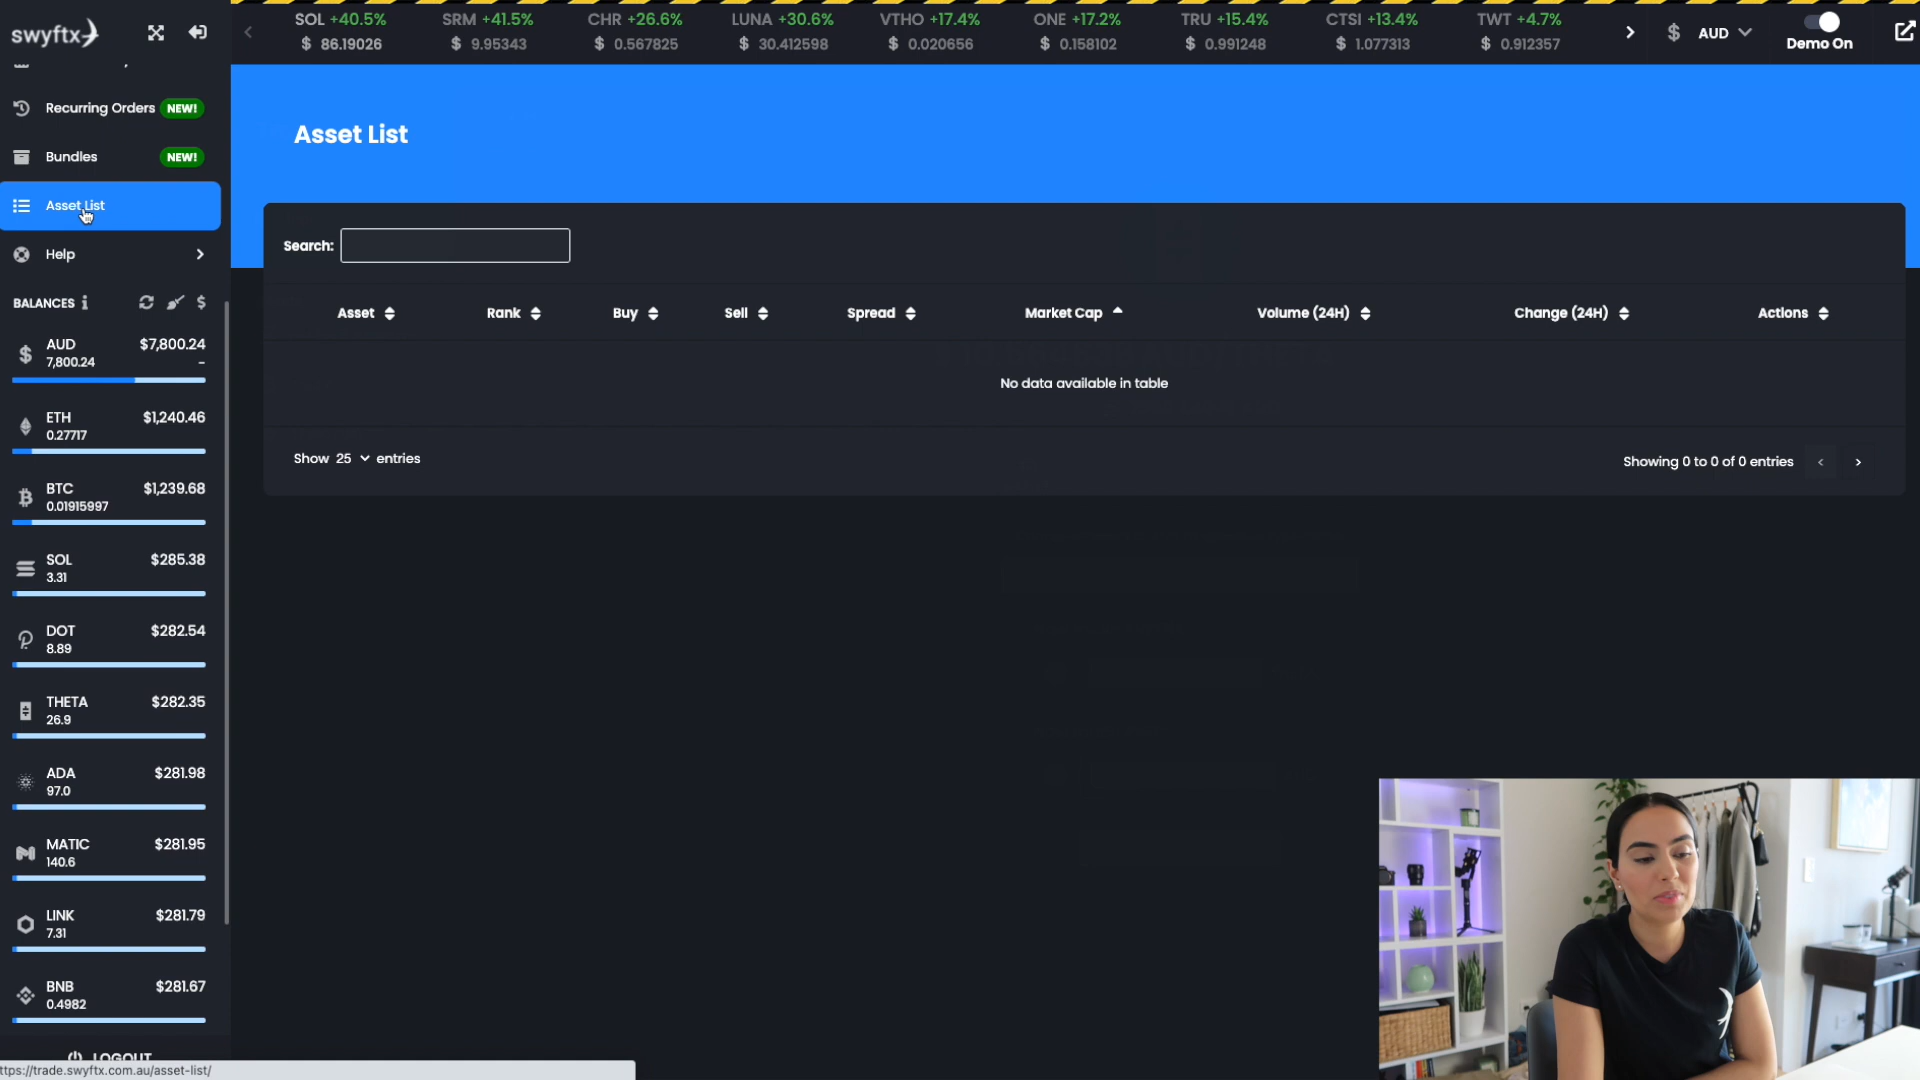 swyftx
SOL +40.5%
$ 86.19026
SRM +41.5%
$ 9.95343
CHR +26.6%
$ 0.567825
LUNA +30.6%
$ 30.412598
VTHO +17.4%
$ 0.020656
ONE +17.2%
$ 0.158102
TRU +15.4%
$ 0.991248
CTSI +13.4%
$ 1.077313
TWT +4.7%
$ 0.912357
$ AUD
Demo On
Recurring Orders NEW!
Bundles NEW!
Asset List
Help
BALANCES
AUD $7,800.24
7,800.24 –
ETH $1,240.46
0.27717
BTC $1,239.68
0.01915997
SOL $285.38
3.31
DOT $282.54
8.89
THETA $282.35
26.9
ADA $281.98
97.0
MATIC $281.95
140.6
LINK $281.79
7.31
BNB $281.67
0.4982
LOGOUT
ttps://trade.swyftx.com.au/asset-list/
Asset List
Search:
Asset Rank Buy Sell Spread Market Cap Volume (24H) Change (24H) Actions
No data available in table
Show 25 entries
Showing 0 to 0 of 0 entries < >